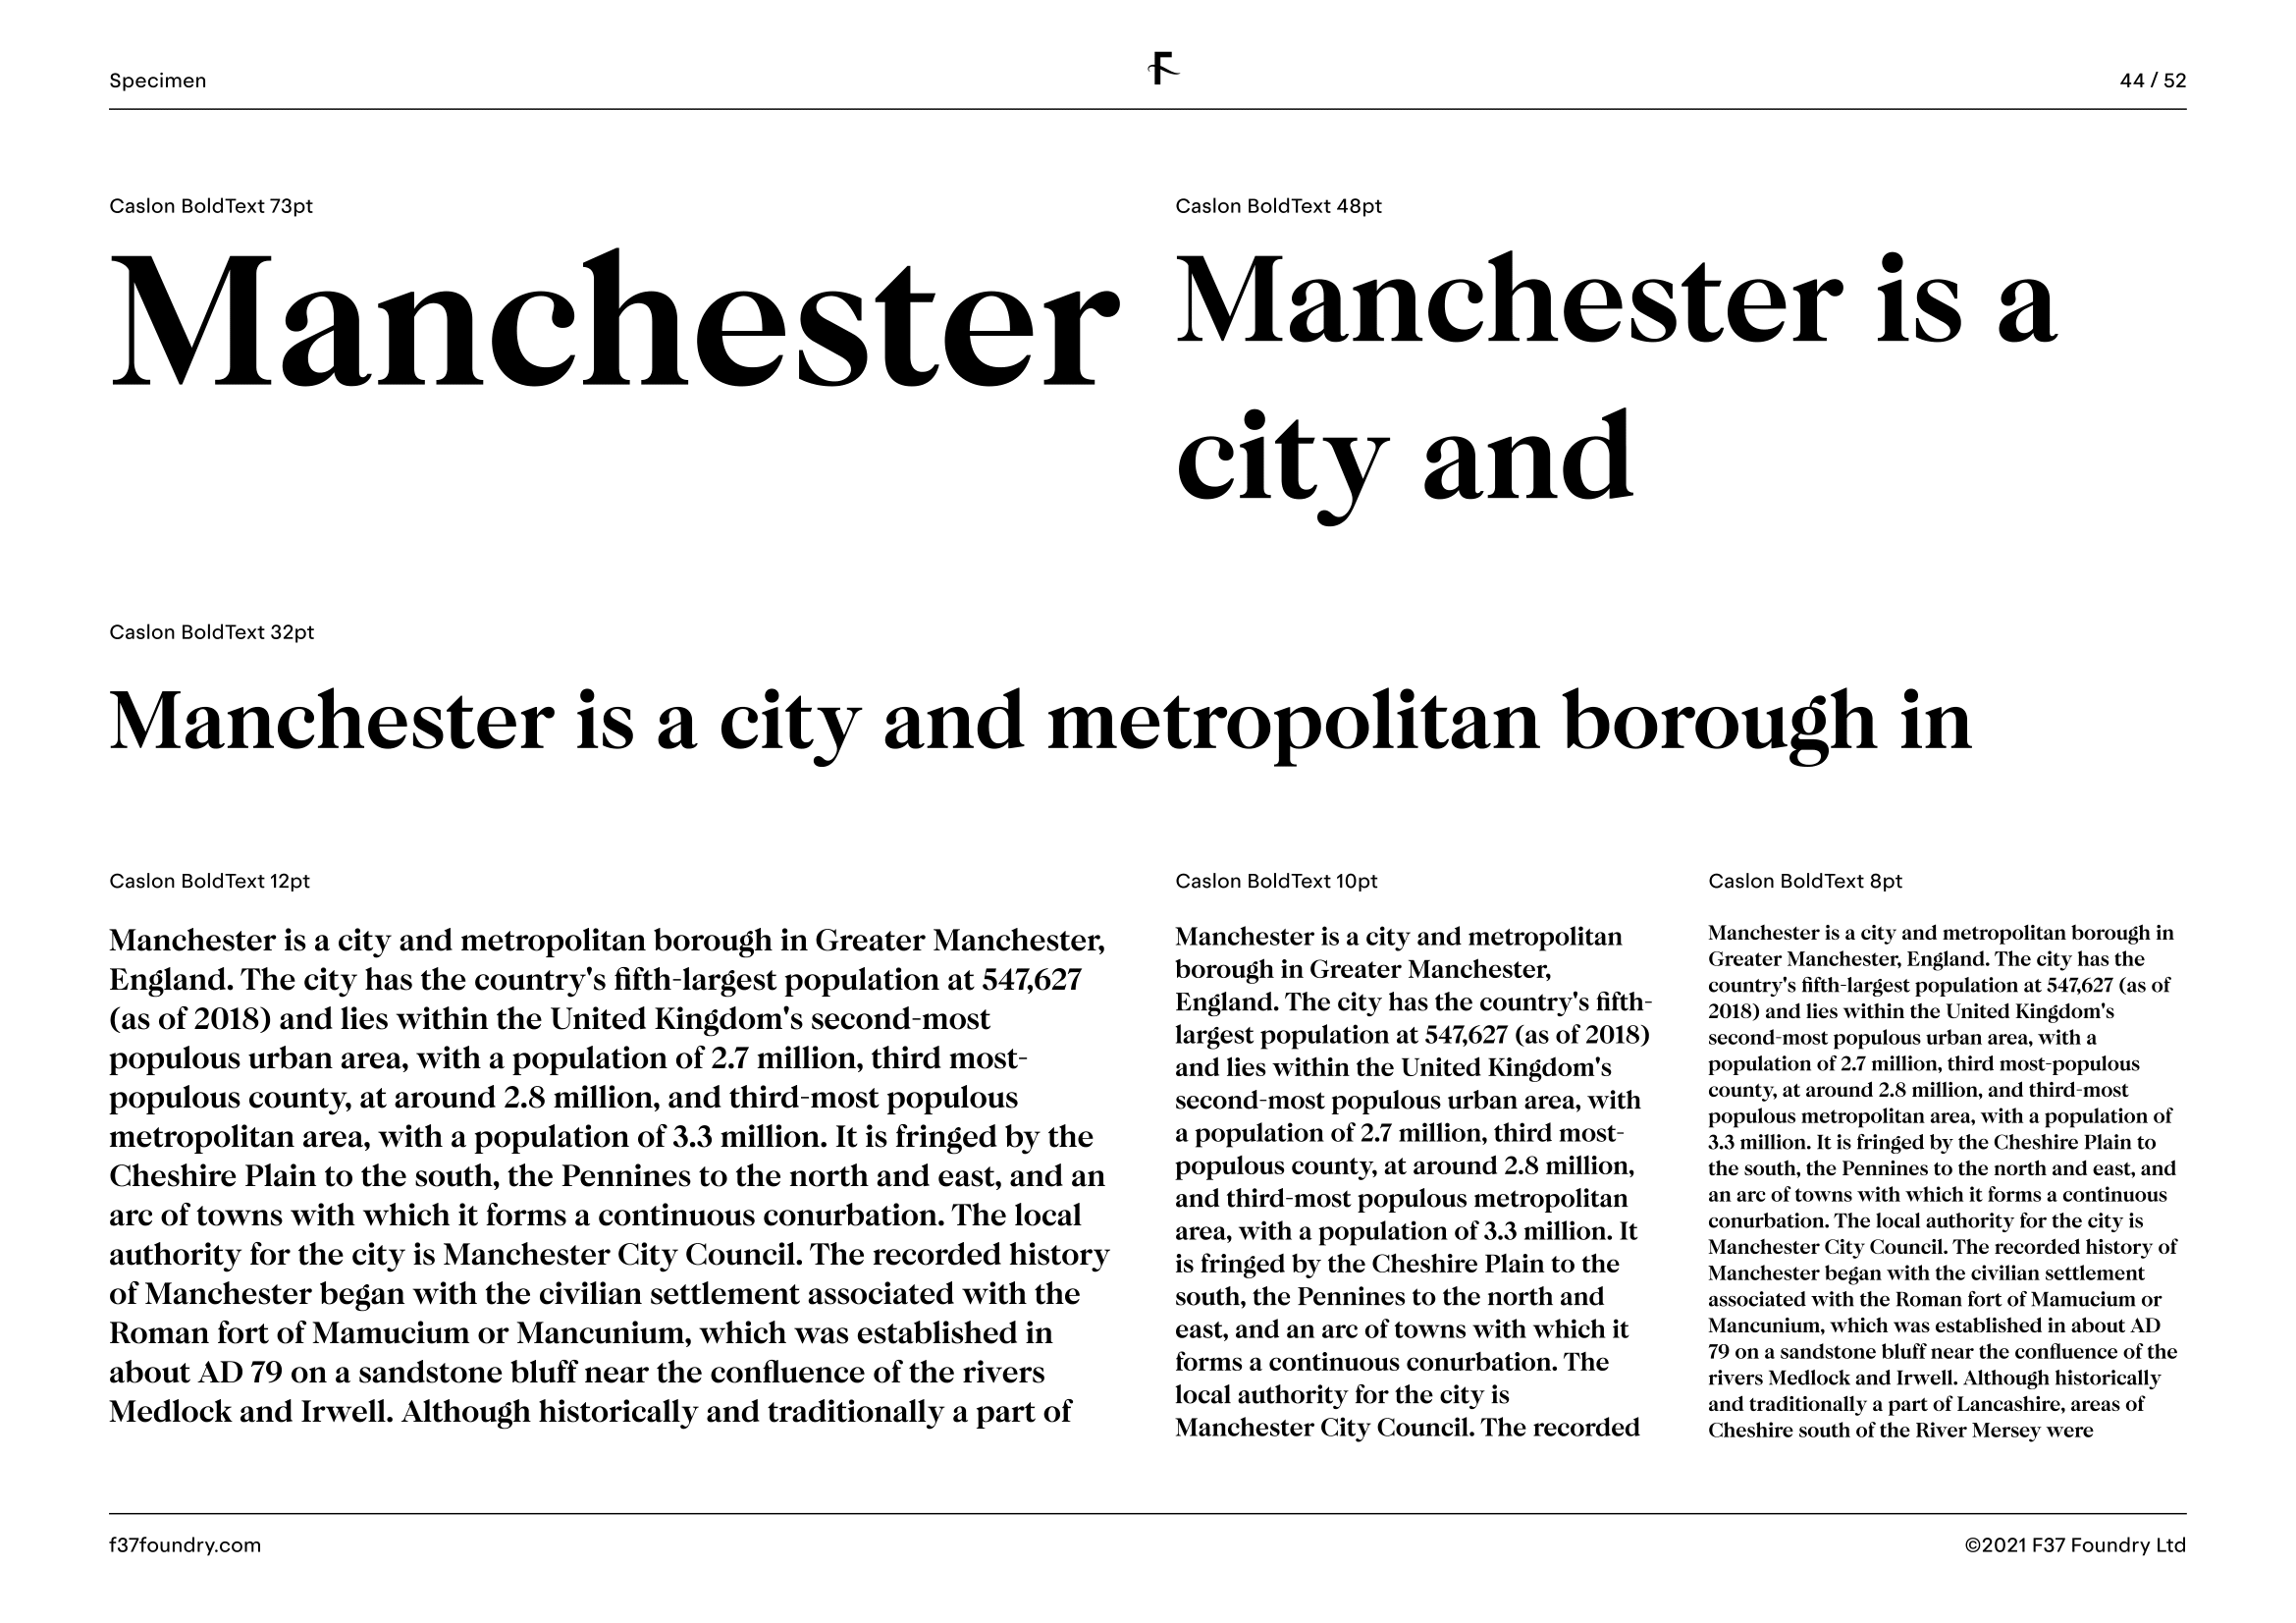 Specimen
F
44 / 52
Caslon BoldText 73pt
Manchester
Caslon BoldText 48pt
Manchester is a
city and
Caslon BoldText 32pt
Manchester is a city and metropolitan borough in
Caslon BoldText 12pt
Manchester is a city and metropolitan borough in Greater Manchester,
England. The city has the country's fifth-largest population at 547,627
(as of 2018) and lies within the United Kingdom's second-most
populous urban area, with a population of 2.7 million, third most-
populous county, at around 2.8 million, and third-most populous
metropolitan area, with a population of 3.3 million. It is fringed by the
Cheshire Plain to the south, the Pennines to the north and east, and an
arc of towns with which it forms a continuous conurbation. The local
authority for the city is Manchester City Council. The recorded history
of Manchester began with the civilian settlement associated with the
Roman fort of Mamucium or Mancunium, which was established in
about AD 79 on a sandstone bluff near the confluence of the rivers
Medlock and Irwell. Although historically and traditionally a part of
Caslon BoldText 10pt
Manchester is a city and metropolitan
borough in Greater Manchester,
England. The city has the country's fifth-
largest population at 547,627 (as of 2018)
and lies within the United Kingdom's
second-most populous urban area, with
a population of 2.7 million, third most-
populous county, at around 2.8 million,
and third-most populous metropolitan
area, with a population of 3.3 million. It
is fringed by the Cheshire Plain to the
south, the Pennines to the north and
east, and an arc of towns with which it
forms a continuous conurbation. The
local authority for the city is
Manchester City Council. The recorded
Caslon BoldText 8pt
Manchester is a city and metropolitan borough in
Greater Manchester, England. The city has the
country's fifth-largest population at 547,627 (as of
2018) and lies within the United Kingdom's
second-most populous urban area, with a
population of 2.7 million, third most-populous
county, at around 2.8 million, and third-most
populous metropolitan area, with a population of
3.3 million. It is fringed by the Cheshire Plain to
the south, the Pennines to the north and east, and
an arc of towns with which it forms a continuous
conurbation. The local authority for the city is
Manchester City Council. The recorded history of
Manchester began with the civilian settlement
associated with the Roman fort of Mamucium or
Mancunium, which was established in about AD
79 on a sandstone bluff near the confluence of the
rivers Medlock and Irwell. Although historically
and traditionally a part of Lancashire, areas of
Cheshire south of the River Mersey were
f37foundry.com
©2021 F37 Foundry Ltd